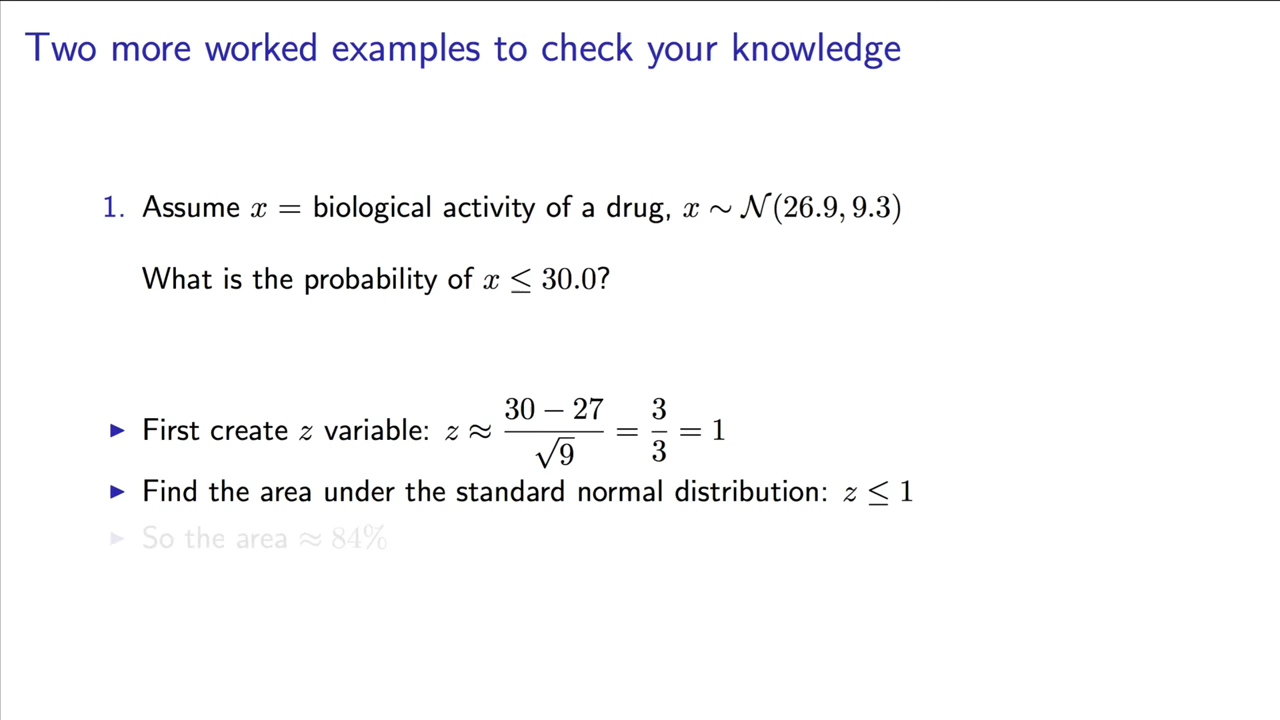 Two more worked examples to check your knowledge
1. Assume x = biological activity of a drug, x ∼ 𝒩(26.9, 9.3)
What is the probability of x ≤ 30.0?
► First create z variable: z ≈ (30 − 27)/√9 = 3/3 = 1
► Find the area under the standard normal distribution: z ≤ 1
► So the area ≈ 84%